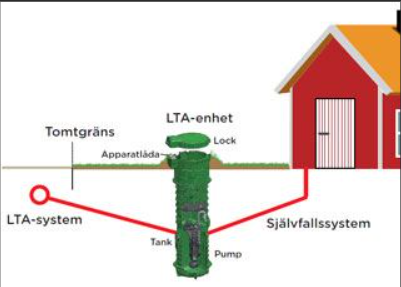 LTA-enhet
Lock
Tomtgräns
Apparatlåda
LTA-system
Självfallssystem
Tank
Pump